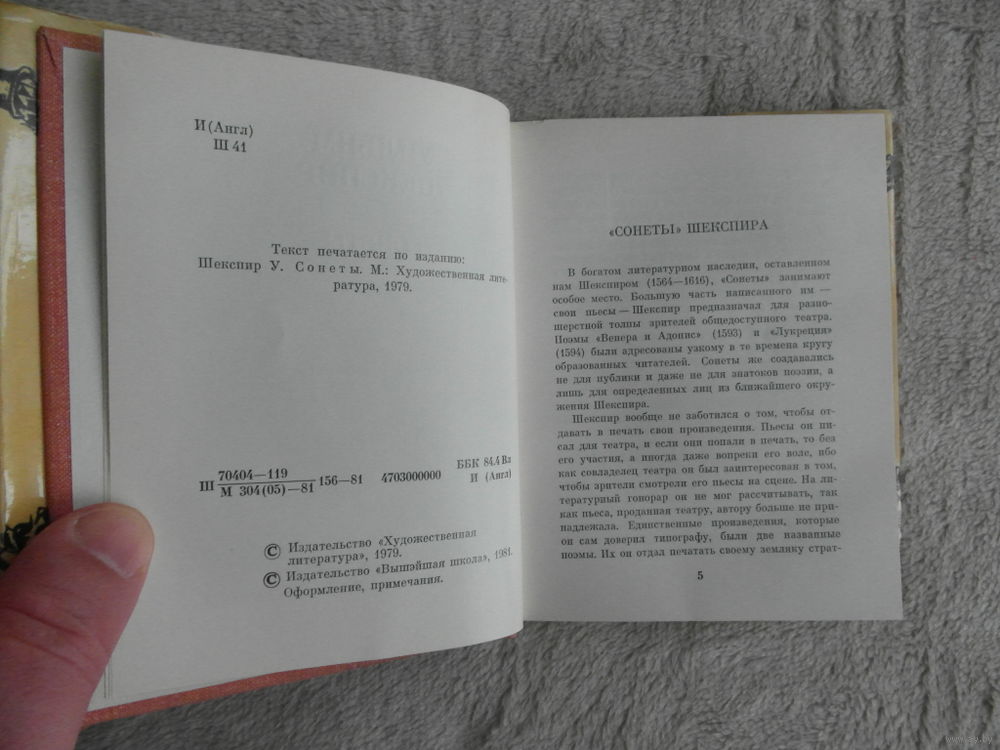 И(Англ)
Ш 41
Текст печатается по изданию:
Шекспир У. Сонеты. М.: Художественная лите-
ратура, 1979.
70404—119
Ш ———— 156—81 4703000000
М 304(05)—81
ББК 84.4Вл
И (Англ)
© Издательство «Художественная
литература», 1979.
© Издательство «Вышэйшая школа», 1981.
Оформление, примечания.
«СОНЕТЫ» ШЕКСПИРА
В богатом литературном наследии, оставленном
нам Шекспиром (1564—1616), «Сонеты» занимают
особое место. Большую часть написанного им —
свои пьесы — Шекспир предназначал для разно-
шерстной толпы зрителей общедоступного театра.
Поэмы «Венера и Адонис» (1593) и «Лукреция»
(1594) были адресованы узкому в те времена кругу
образованных читателей. Сонеты же создавались
не для публики и даже не для знатоков поэзии, а
лишь для определенных лиц из ближайшего окру-
жения Шекспира.
Шекспир вообще не заботился о том, чтобы от-
давать в печать свои произведения. Пьесы он пи-
сал для театра, и если они попали в печать, то без
его участия, а иногда даже вопреки его воле, ибо
как совладелец театра он был заинтересован в том,
чтобы зрители смотрели его пьесы на сцене. На ли-
тературный гонорар он не мог рассчитывать, так
как пьеса, проданная театру, автору больше не при-
надлежала. Единственные произведения, которые
он сам доверил типографу, были две названные
поэмы. Их он отдал печатать своему земляку страт-
5
www.ay.by